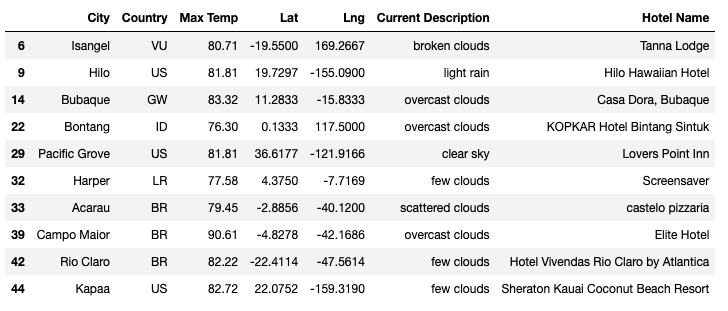 City Country Max Temp Lat Lng Current Description Hotel Name
6 Isangel VU 80.71 -19.5500 169.2667 broken clouds Tanna Lodge
9 Hilo US 81.81 19.7297 -155.0900 light rain Hilo Hawaiian Hotel
14 Bubaque GW 83.32 11.2833 -15.8333 overcast clouds Casa Dora, Bubaque
22 Bontang ID 76.30 0.1333 117.5000 overcast clouds KOPKAR Hotel Bintang Sintuk
29 Pacific Grove US 81.81 36.6177 -121.9166 clear sky Lovers Point Inn
32 Harper LR 77.58 4.3750 -7.7169 few clouds Screensaver
33 Acarau BR 79.45 -2.8856 -40.1200 scattered clouds castelo pizzaria
39 Campo Maior BR 90.61 -4.8278 -42.1686 overcast clouds Elite Hotel
42 Rio Claro BR 82.22 -22.4114 -47.5614 few clouds Hotel Vivendas Rio Claro by Atlantica
44 Kapaa US 82.72 22.0752 -159.3190 few clouds Sheraton Kauai Coconut Beach Resort